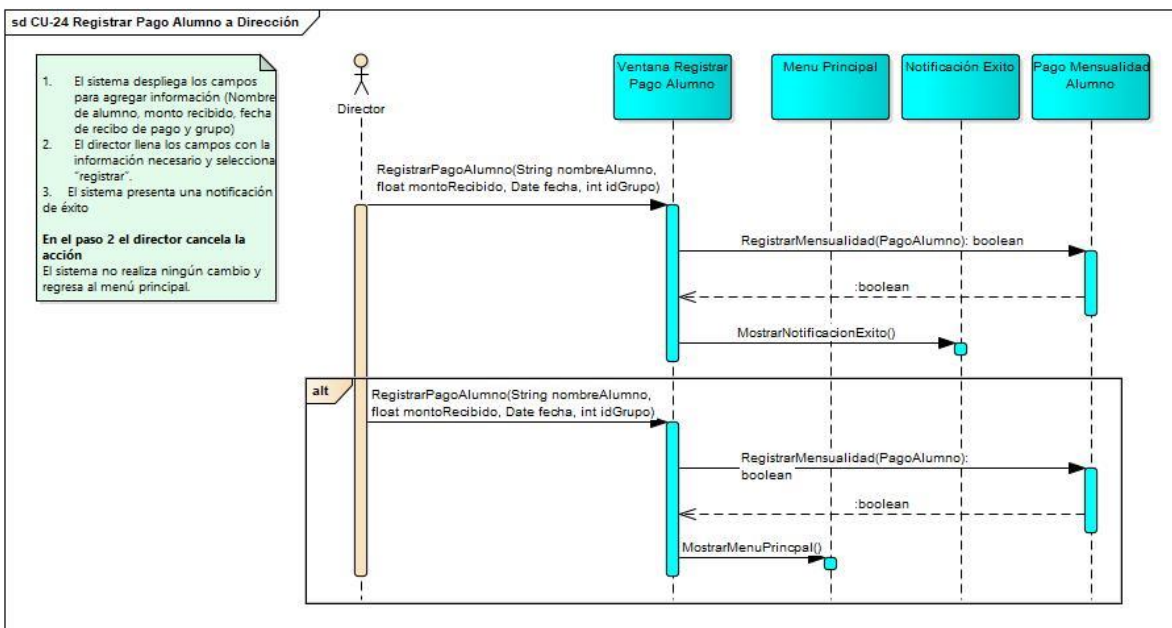 sd CU-24 Registrar Pago Alumno a Dirección
1. El sistema despliega los campos
para agregar información (Nombre
de alumno, monto recibido, fecha
de recibo de pago y grupo)
2. El director llena los campos con la
información necesario y selecciona
"registrar".
3. El sistema presenta una notificación
de éxito
En el paso 2 el director cancela la
acción
El sistema no realiza ningún cambio y
regresa al menú principal.
Director
Ventana Registrar
Pago Alumno
Menu Principal
Notificación Exito
Pago Mensualidad
Alumno
RegistrarPagoAlumno(String nombreAlumno,
float montoRecibido, Date fecha, int idGrupo)
RegistrarMensualidad(PagoAlumno): boolean
:boolean
MostrarNotificacionExito()
alt
RegistrarPagoAlumno(String nombreAlumno,
float montoRecibido, Date fecha, int idGrupo)
RegistrarMensualidad(PagoAlumno):
boolean
:boolean
MostrarMenuPrincpal()